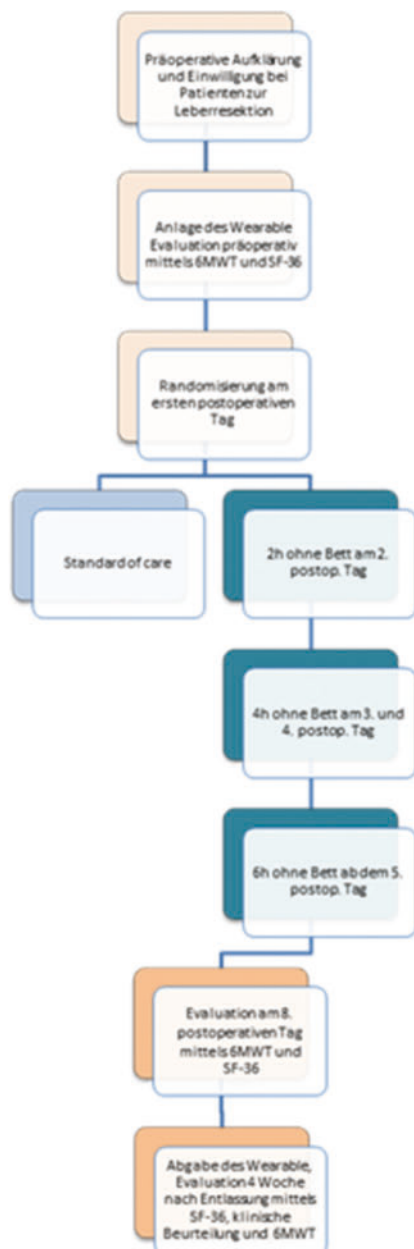 Präoperative Aufklärung
und Einwilligung bei
Patienten zur
Leberresektion
Anlage des Wearable
Evaluation präoperativ
mittels 6MWT und SF-36
Randomisierung am
ersten postoperativen
Tag
Standard of care
2h ohne Bett am 2.
postop. Tag
4h ohne Bett am 3. und
4. postop. Tag
6h ohne Bett ab dem 5.
postop. Tag
Evaluation am 8.
postoperativen Tag
mittels 6MWT und
SF-36
Abgabe des Wearable,
Evaluation 4 Woche
nach Entlassung mittels
SF-36, klinische
Beurteilung und 6MWT